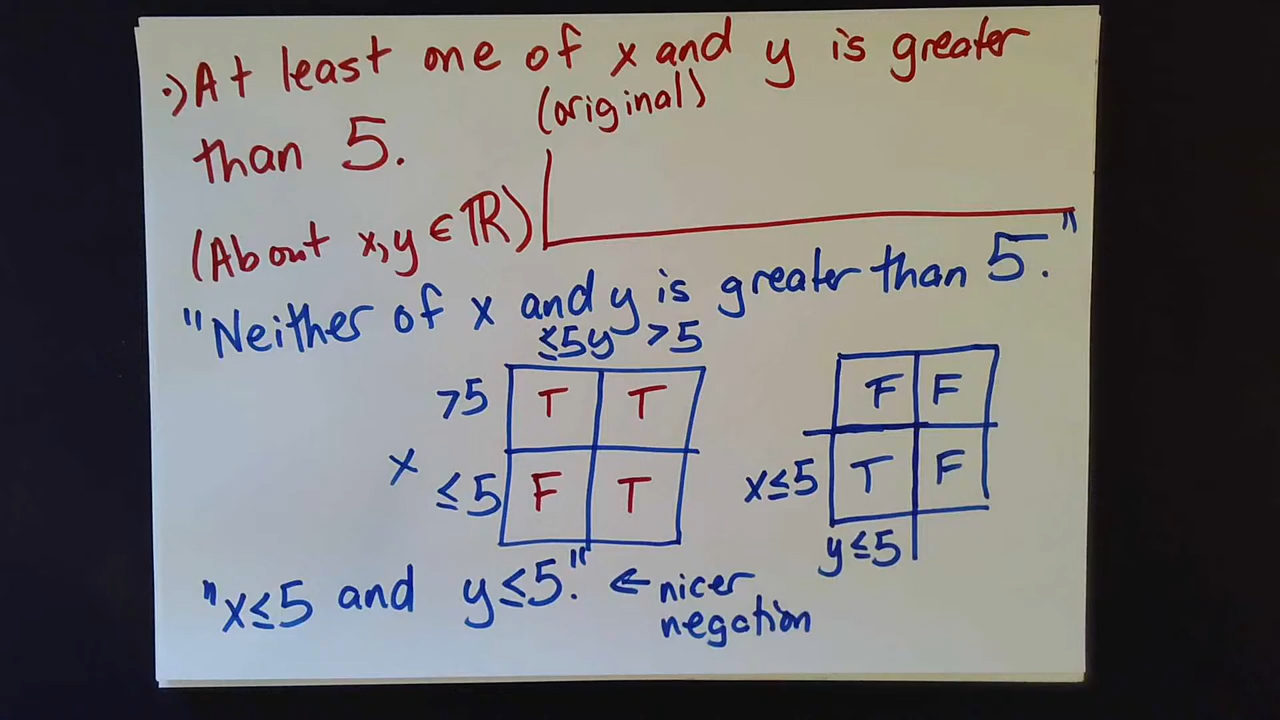 ·) At least one of x and y is greater
(original)
than 5.
(About x, y ∈ ℝ)
"Neither of x and y is greater than 5."
≤5 y >5
>5 T T F F
x ≤5 F T x≤5 T F
y≤5
"x≤5 and y≤5." ← nicer
negation